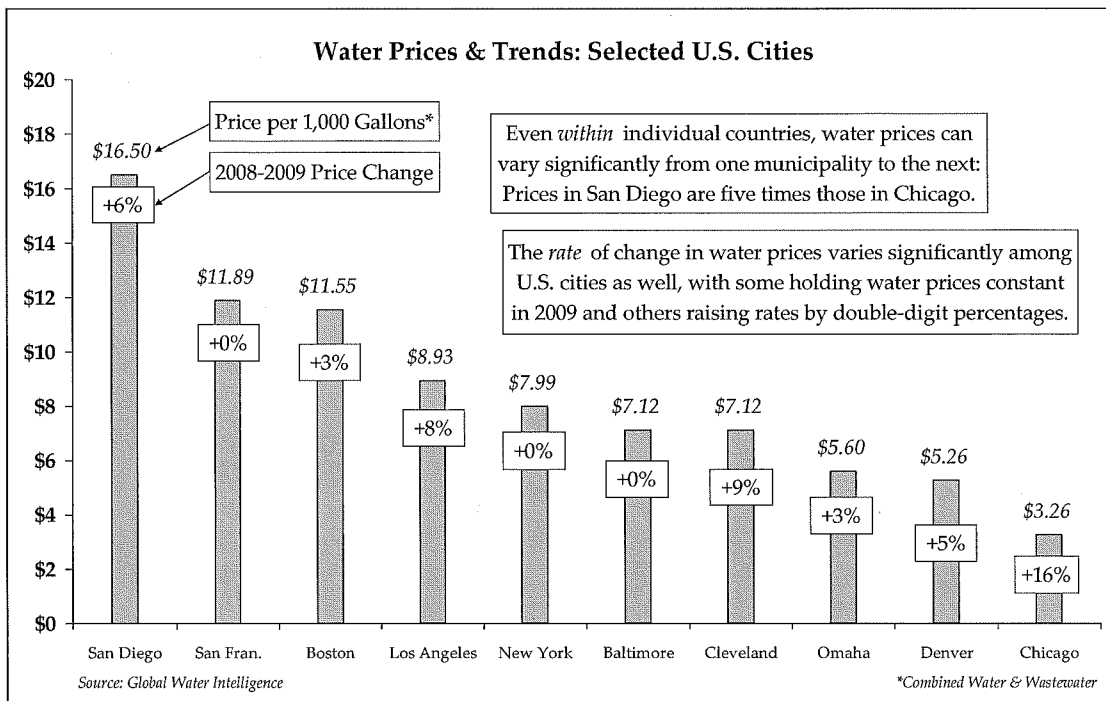 Water Prices & Trends: Selected U.S. Cities
$20
$18
$16
$14
$12
$10
$8
$6
$4
$2
$0
Price per 1,000 Gallons*
2008-2009 Price Change
Even within individual countries, water prices can
vary significantly from one municipality to the next:
Prices in San Diego are five times those in Chicago.
The rate of change in water prices varies significantly among
U.S. cities as well, with some holding water prices constant
in 2009 and others raising rates by double-digit percentages.
$16.50
+6%
$11.89
+0%
$11.55
+3%
$8.93
+8%
$7.99
+0%
$7.12
+0%
$7.12
+9%
$5.60
+3%
$5.26
+5%
$3.26
+16%
San Diego San Fran. Boston Los Angeles New York Baltimore Cleveland Omaha Denver Chicago
Source: Global Water Intelligence
*Combined Water & Wastewater